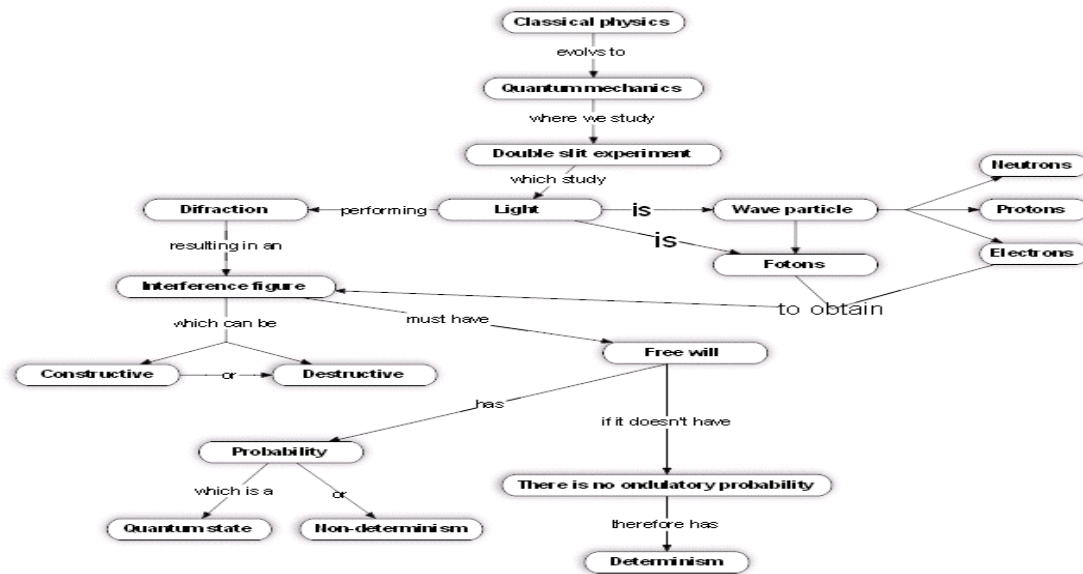 Classical physics
evolvs to
Quantum mechanics
where we study
Double slit experiment
which study
Neutrons
Difraction
performing
Light
is
Wave particle
Protons
is
resulting in an
Electrons
Fotons
Interference figure
to obtain
which can be
must have
Free will
Constructive
or
Destructive
has
if it doesn't have
Probability
There is no ondulatory probability
which is a
or
Quantum state
Non-determinism
therefore has
Determinism